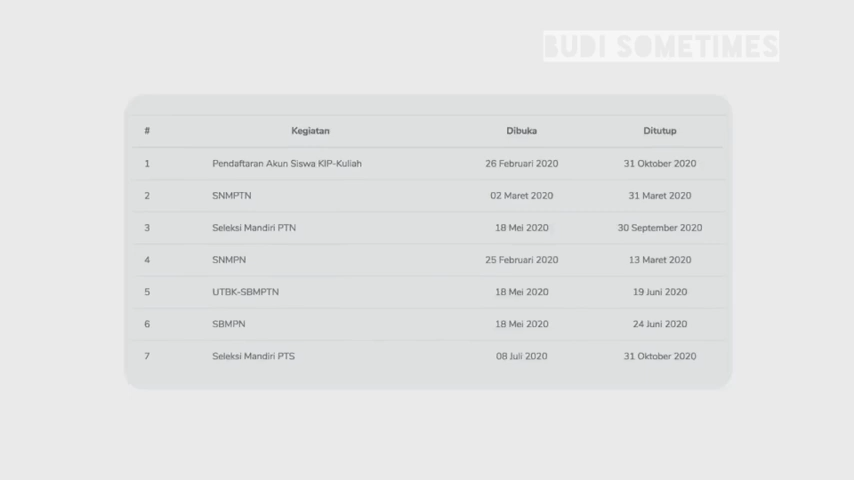 BUDI SOMETIMES
# Kegiatan Dibuka Ditutup
1 Pendaftaran Akun Siswa KIP-Kuliah 26 Februari 2020 31 Oktober 2020
2 SNMPTN 02 Maret 2020 31 Maret 2020
3 Seleksi Mandiri PTN 18 Mei 2020 30 September 2020
4 SNMPN 25 Februari 2020 13 Maret 2020
5 UTBK-SBMPTN 18 Mei 2020 19 Juni 2020
6 SBMPN 18 Mei 2020 24 Juni 2020
7 Seleksi Mandiri PTS 08 Juli 2020 31 Oktober 2020